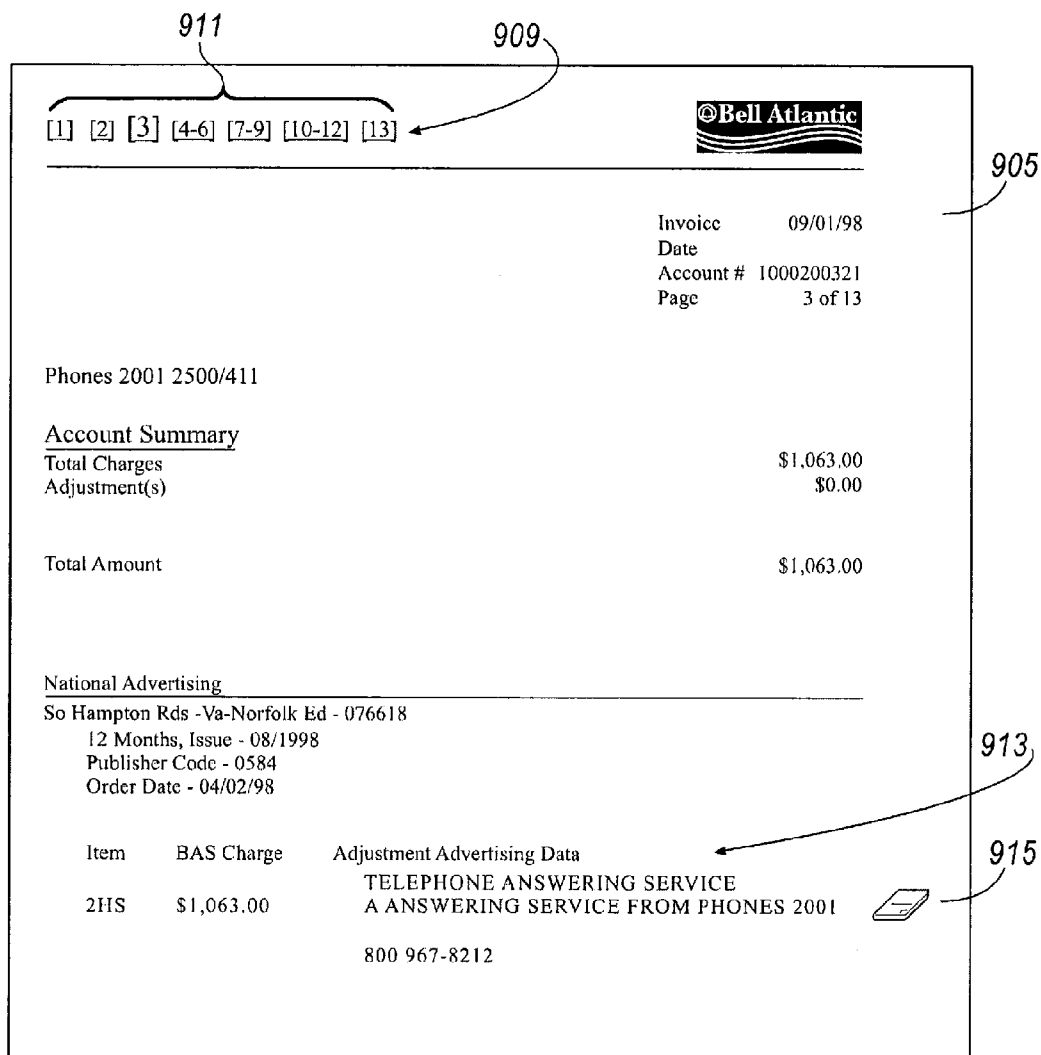 911
909
[1] [2] [3] [4-6] [7-9] [10-12] [13]
Bell Atlantic
905
Invoice 09/01/98
Date
Account # 1000200321
Page 3 of 13
Phones 2001 2500/411
Account Summary
Total Charges $1,063.00
Adjustment(s) $0.00
Total Amount $1,063.00
National Advertising
So Hampton Rds -Va-Norfolk Ed - 076618
12 Months, Issue - 08/1998
Publisher Code - 0584
Order Date - 04/02/98
913
Item BAS Charge Adjustment Advertising Data
915
TELEPHONE ANSWERING SERVICE
2HS $1,063.00 A ANSWERING SERVICE FROM PHONES 2001
800 967-8212